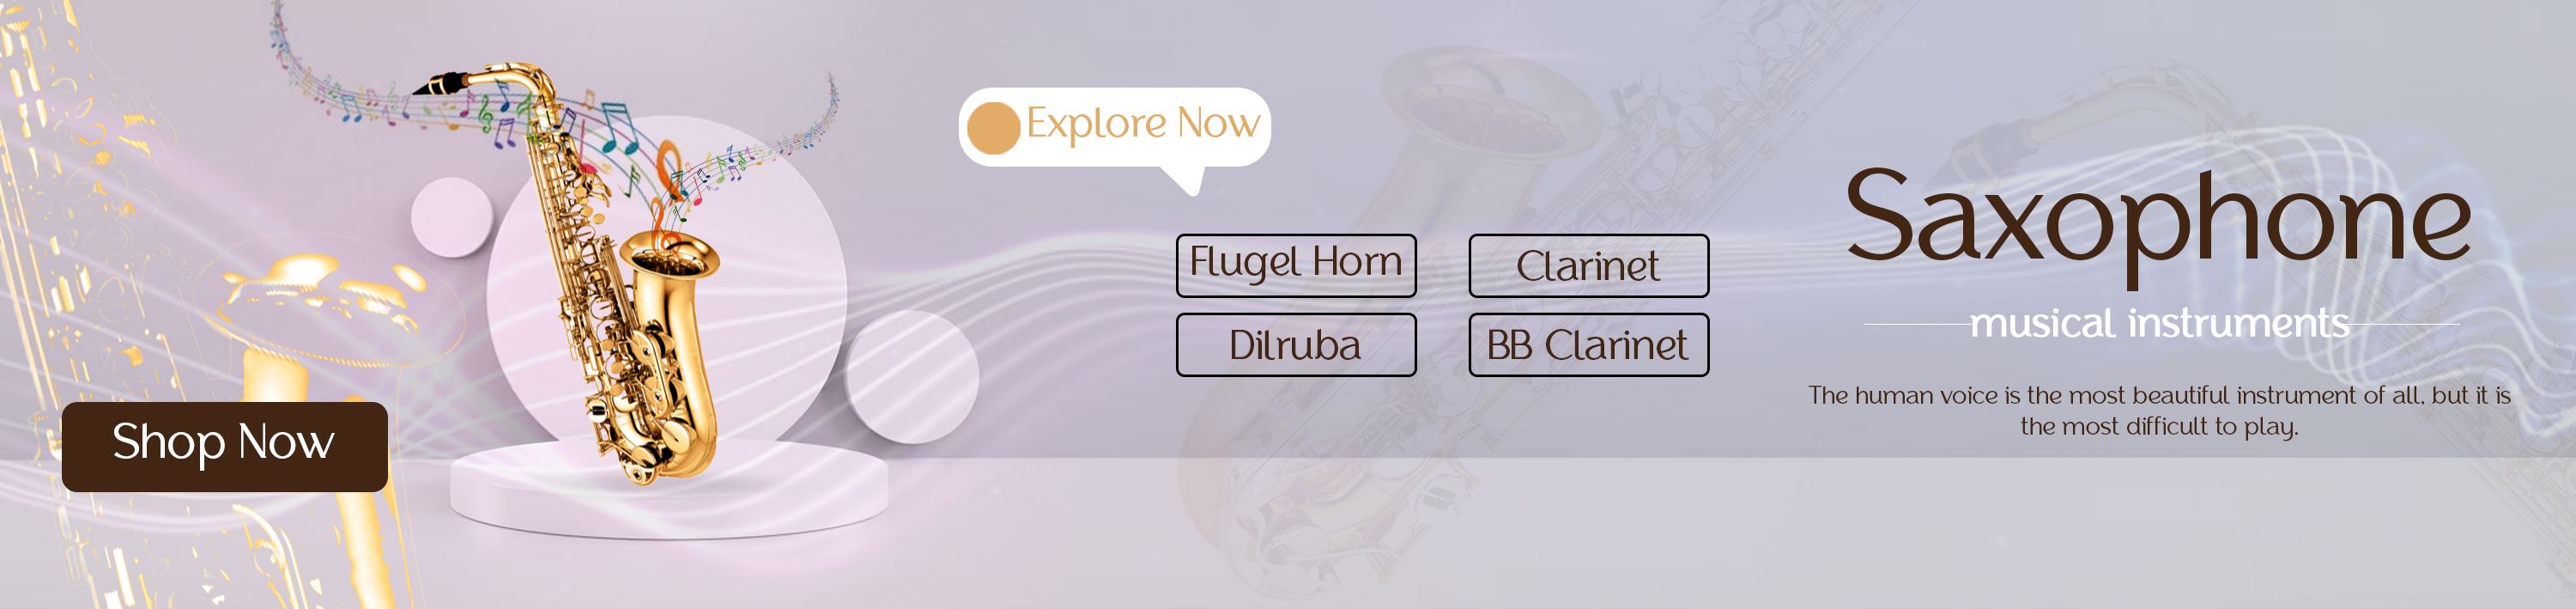 Explore Now
Flugel Horn
Clarinet
Dilruba
BB Clarinet
Saxophone
musical instruments
The human voice is the most beautiful instrument of all, but it is
the most difficult to play.
Shop Now